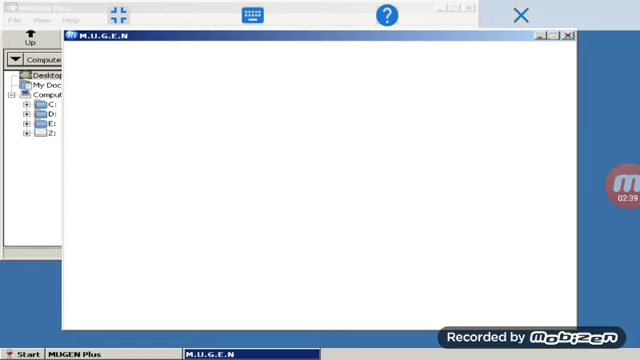 MUGEN Plus
File View Help
Up
M.U.G.E.N
Compute
Desktop
My Doc
Comput
C:
D:
E:
Z:
02:39
Recorded by Mobizen
Start MUGEN Plus M.U.G.E.N